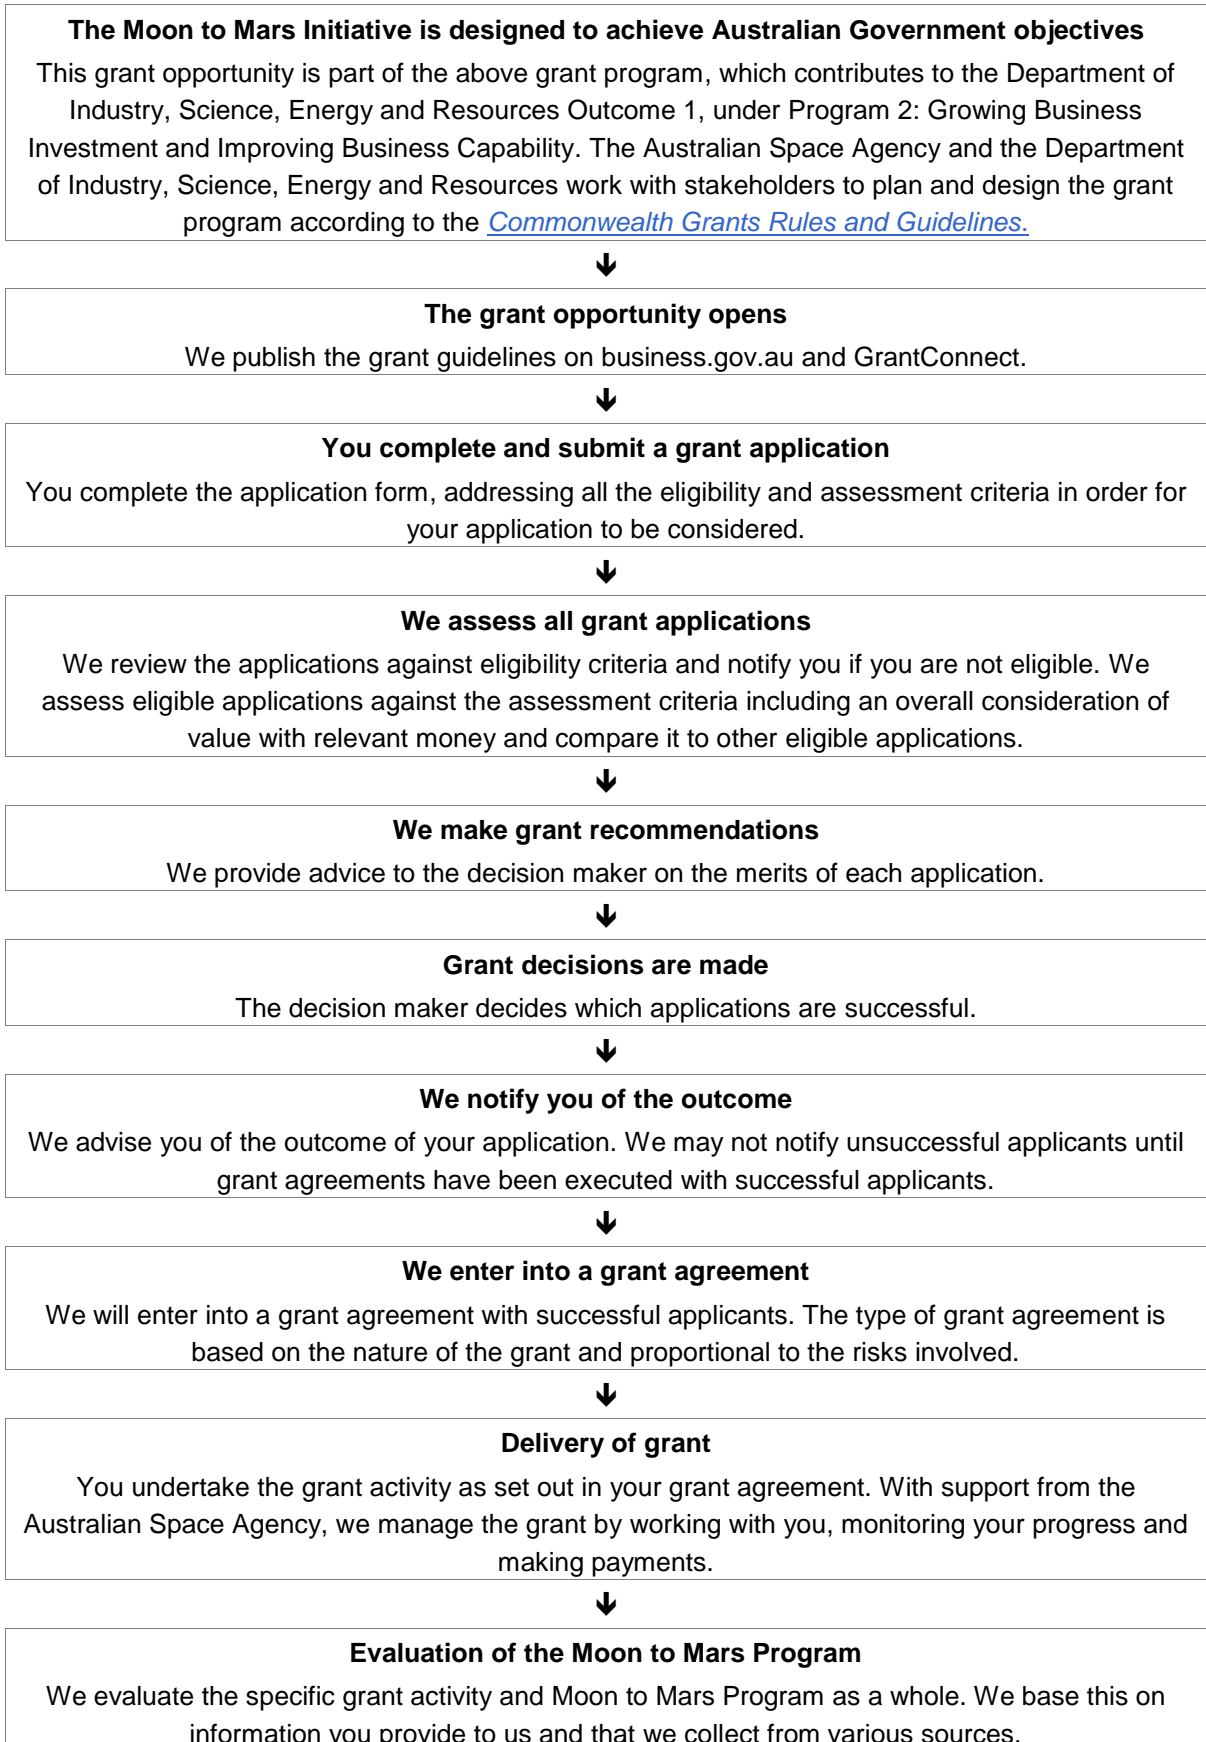 The Moon to Mars Initiative is designed to achieve Australian Government objectives
This grant opportunity is part of the above grant program, which contributes to the Department of
Industry, Science, Energy and Resources Outcome 1, under Program 2: Growing Business
Investment and Improving Business Capability. The Australian Space Agency and the Department
of Industry, Science, Energy and Resources work with stakeholders to plan and design the grant
program according to the Commonwealth Grants Rules and Guidelines.
The grant opportunity opens
We publish the grant guidelines on business.gov.au and GrantConnect.
You complete and submit a grant application
You complete the application form, addressing all the eligibility and assessment criteria in order for
your application to be considered.
We assess all grant applications
We review the applications against eligibility criteria and notify you if you are not eligible. We
assess eligible applications against the assessment criteria including an overall consideration of
value with relevant money and compare it to other eligible applications.
We make grant recommendations
We provide advice to the decision maker on the merits of each application.
Grant decisions are made
The decision maker decides which applications are successful.
We notify you of the outcome
We advise you of the outcome of your application. We may not notify unsuccessful applicants until
grant agreements have been executed with successful applicants.
We enter into a grant agreement
We will enter into a grant agreement with successful applicants. The type of grant agreement is
based on the nature of the grant and proportional to the risks involved.
Delivery of grant
You undertake the grant activity as set out in your grant agreement. With support from the
Australian Space Agency, we manage the grant by working with you, monitoring your progress and
making payments.
Evaluation of the Moon to Mars Program
We evaluate the specific grant activity and Moon to Mars Program as a whole. We base this on
information you provide to us and that we collect from various sources.